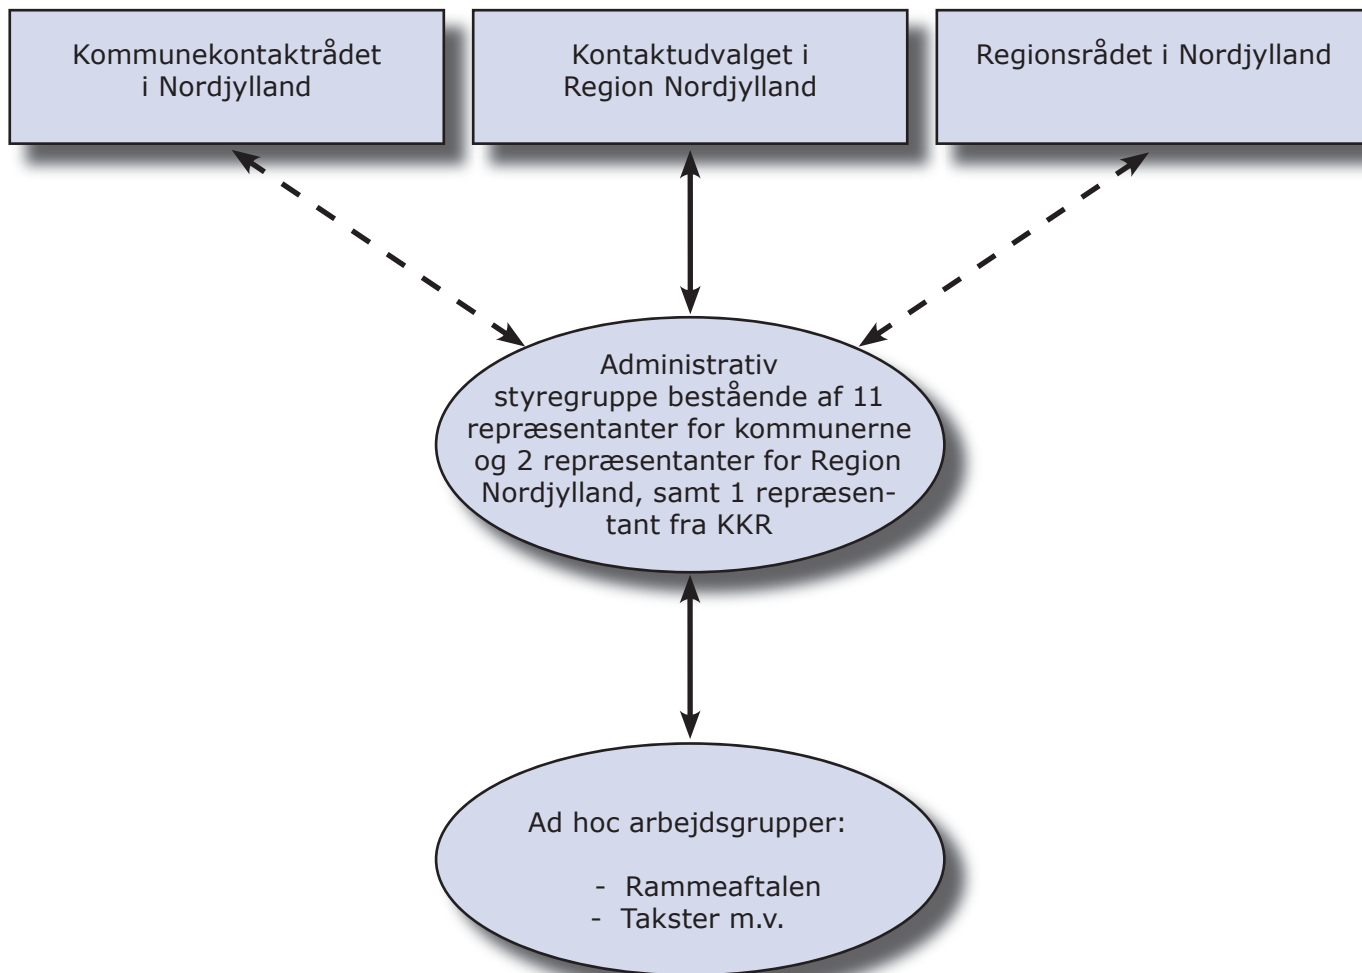 Kommunekontaktrådet
i Nordjylland
Kontaktudvalget i
Region Nordjylland
Regionsrådet i Nordjylland
Administrativ
styregruppe bestående af 11
repræsentanter for kommunerne
og 2 repræsentanter for Region
Nordjylland, samt 1 repræsen-
tant fra KKR
Ad hoc arbejdsgrupper:
- Rammeaftalen
- Takster m.v.